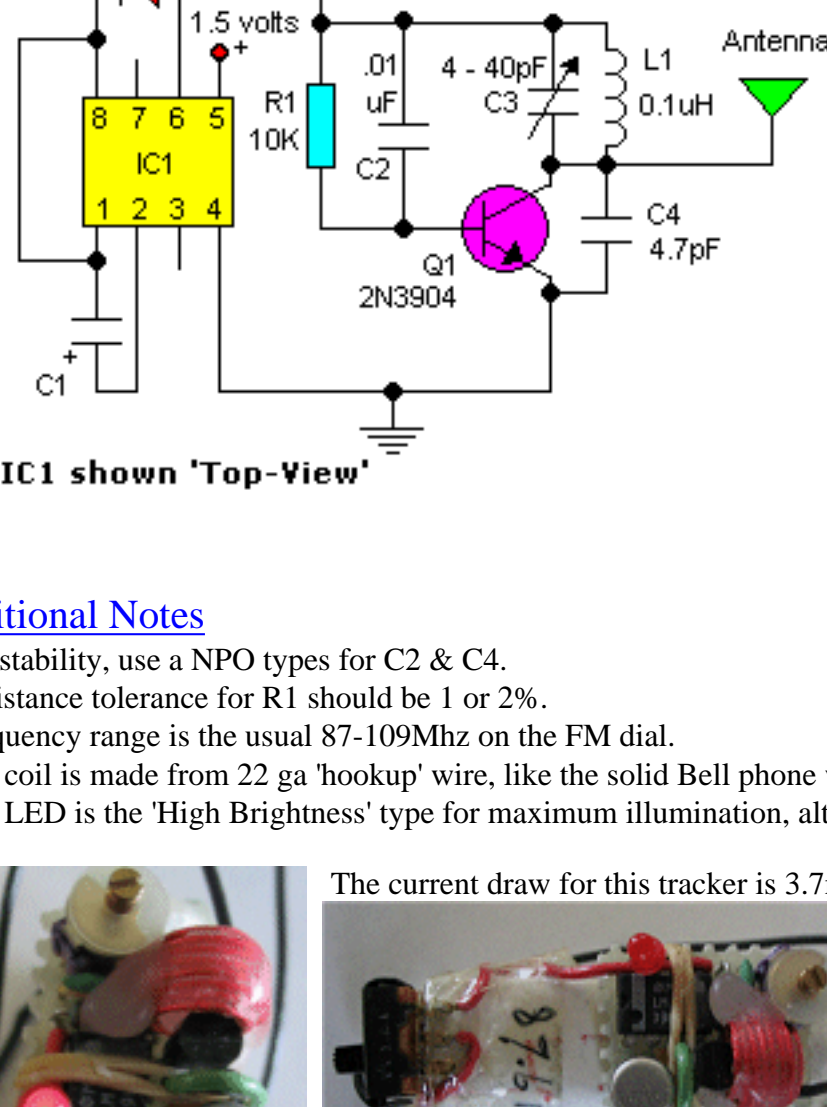 1.5 volts
+
Antenna
.01
uF
C2
4 - 40pF
C3
L1
0.1uH
R1
10K
8 7 6 5
IC1
1 2 3 4
Q1
2N3904
C4
4.7pF
+
C1
IC1 shown 'Top-View'
itional Notes
stability, use a NPO types for C2 & C4.
istance tolerance for R1 should be 1 or 2%.
quency range is the usual 87-109Mhz on the FM dial.
coil is made from 22 ga 'hookup' wire, like the solid Bell phone
LED is the 'High Brightness' type for maximum illumination, alt
The current draw for this tracker is 3.7
87.6